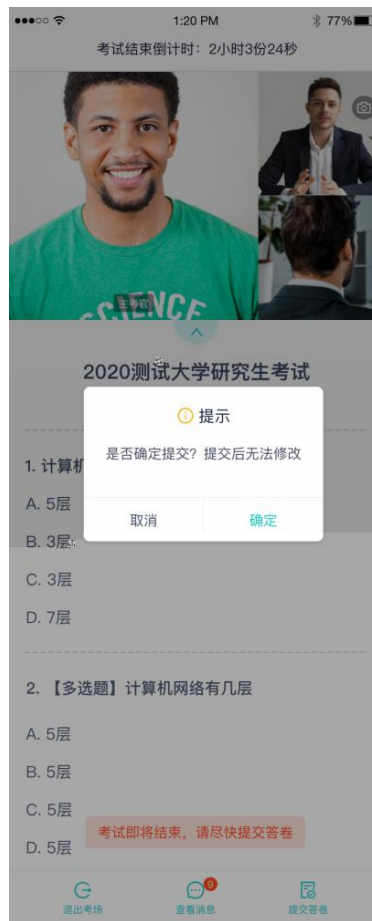 1:20 PM
77%
考试结束倒计时：2小时3份24秒
SCIENCE
主考官
2020测试大学研究生考试
提示
是否确定提交？提交后无法修改
取消
确定
1. 计算机
A. 5层
B. 3层
C. 3层
D. 7层
2. 【多选题】计算机网络有几层
A. 5层
B. 5层
C. 5层
D. 5层
考试即将结束，请尽快提交答卷
9
退出考场
查看消息
提交答卷